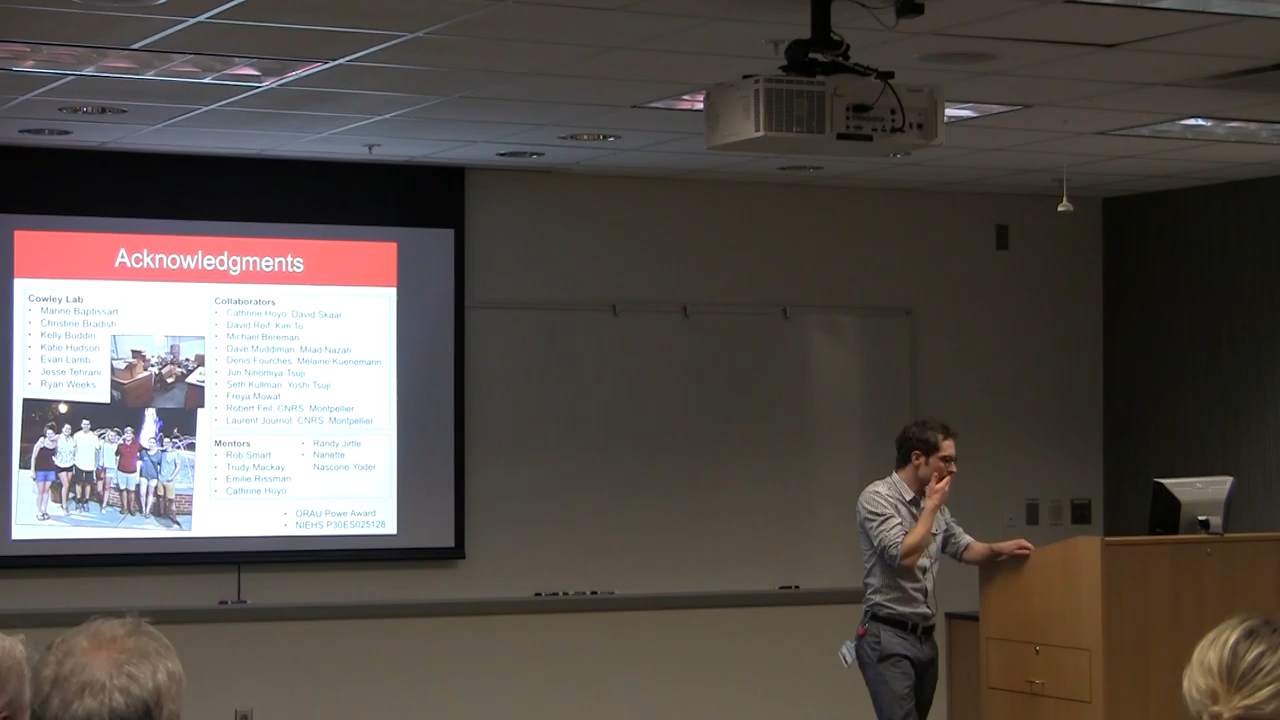 Acknowledgments
Cowley Lab
• Marine Baptissart
• Christine Bradish
• Kelly Buddin
• Katie Hudson
• Evan Lamb
• Jesse Tehrani
• Ryan Weeks
Collaborators
• Cathrine Hoyo, David Skaar
• David Reif, Kim To
• Michael Bereman
• Dave Muddiman, Milad Nazari
• Denis Fourches, Melaine Kuenemann
• Jun Ninomiya-Tsuji
• Seth Kullman, Yoshi Tsuji
• Freya Mowat
• Robert Feil, CNRS, Montpellier
• Laurent Journot, CNRS, Montpellier
Mentors
• Rob Smart
• Trudy Mackay
• Emilie Rissman
• Cathrine Hoyo
• Randy Jirtle
• Nanette
Nascone Yoder
• ORAU Powe Award
• NIEHS P30ES025128